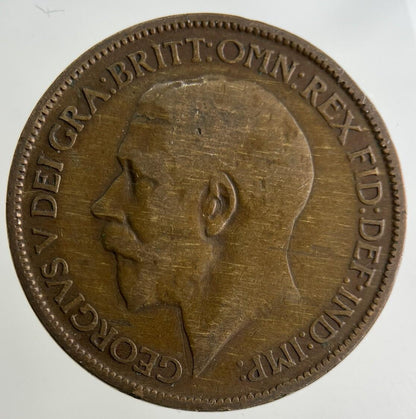 GEORGIVS V DEI GRA: BRITT: OMN: REX FID: DEF: IND: IMP: